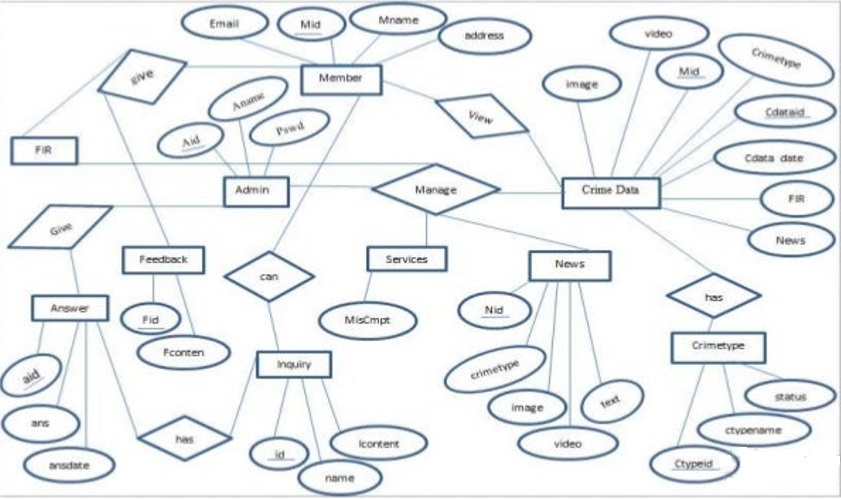 Email
Mid
Mname
address
video
Crimetype
image
Mid
Cdataid
Cdata date
FIR
News
give
Member
View
Aname
Pswd
Aid
FIR
Admin
Manage
Crime Data
Give
Feedback
Services
News
can
has
Answer
Fid
MisCmpt
Nid
Fconten
Inquiry
Crimetype
crimetype
aid
image
text
status
ans
has
Icontent
video
ctypename
ansdate
id
name
Ctypeid